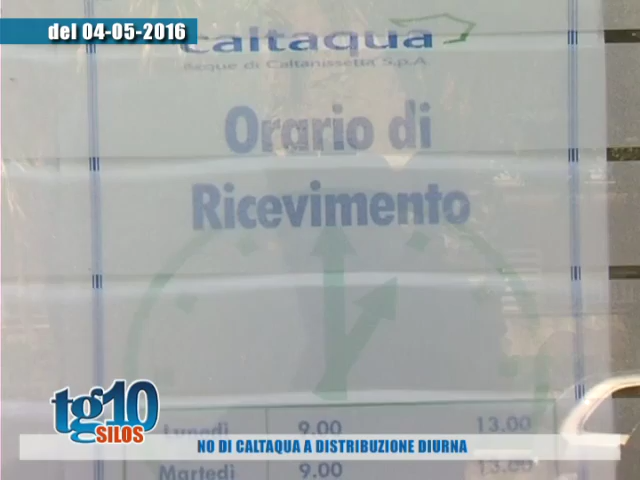 del 04-05-2016
caltaqua
Acque di Caltanissetta S.p.A.
Orario di
Ricevimento
tg10
SILOS
Lunedì 9.00 13.00
NO DI CALTAQUA A DISTRIBUZIONE DIURNA
Martedì 9.00 13.00